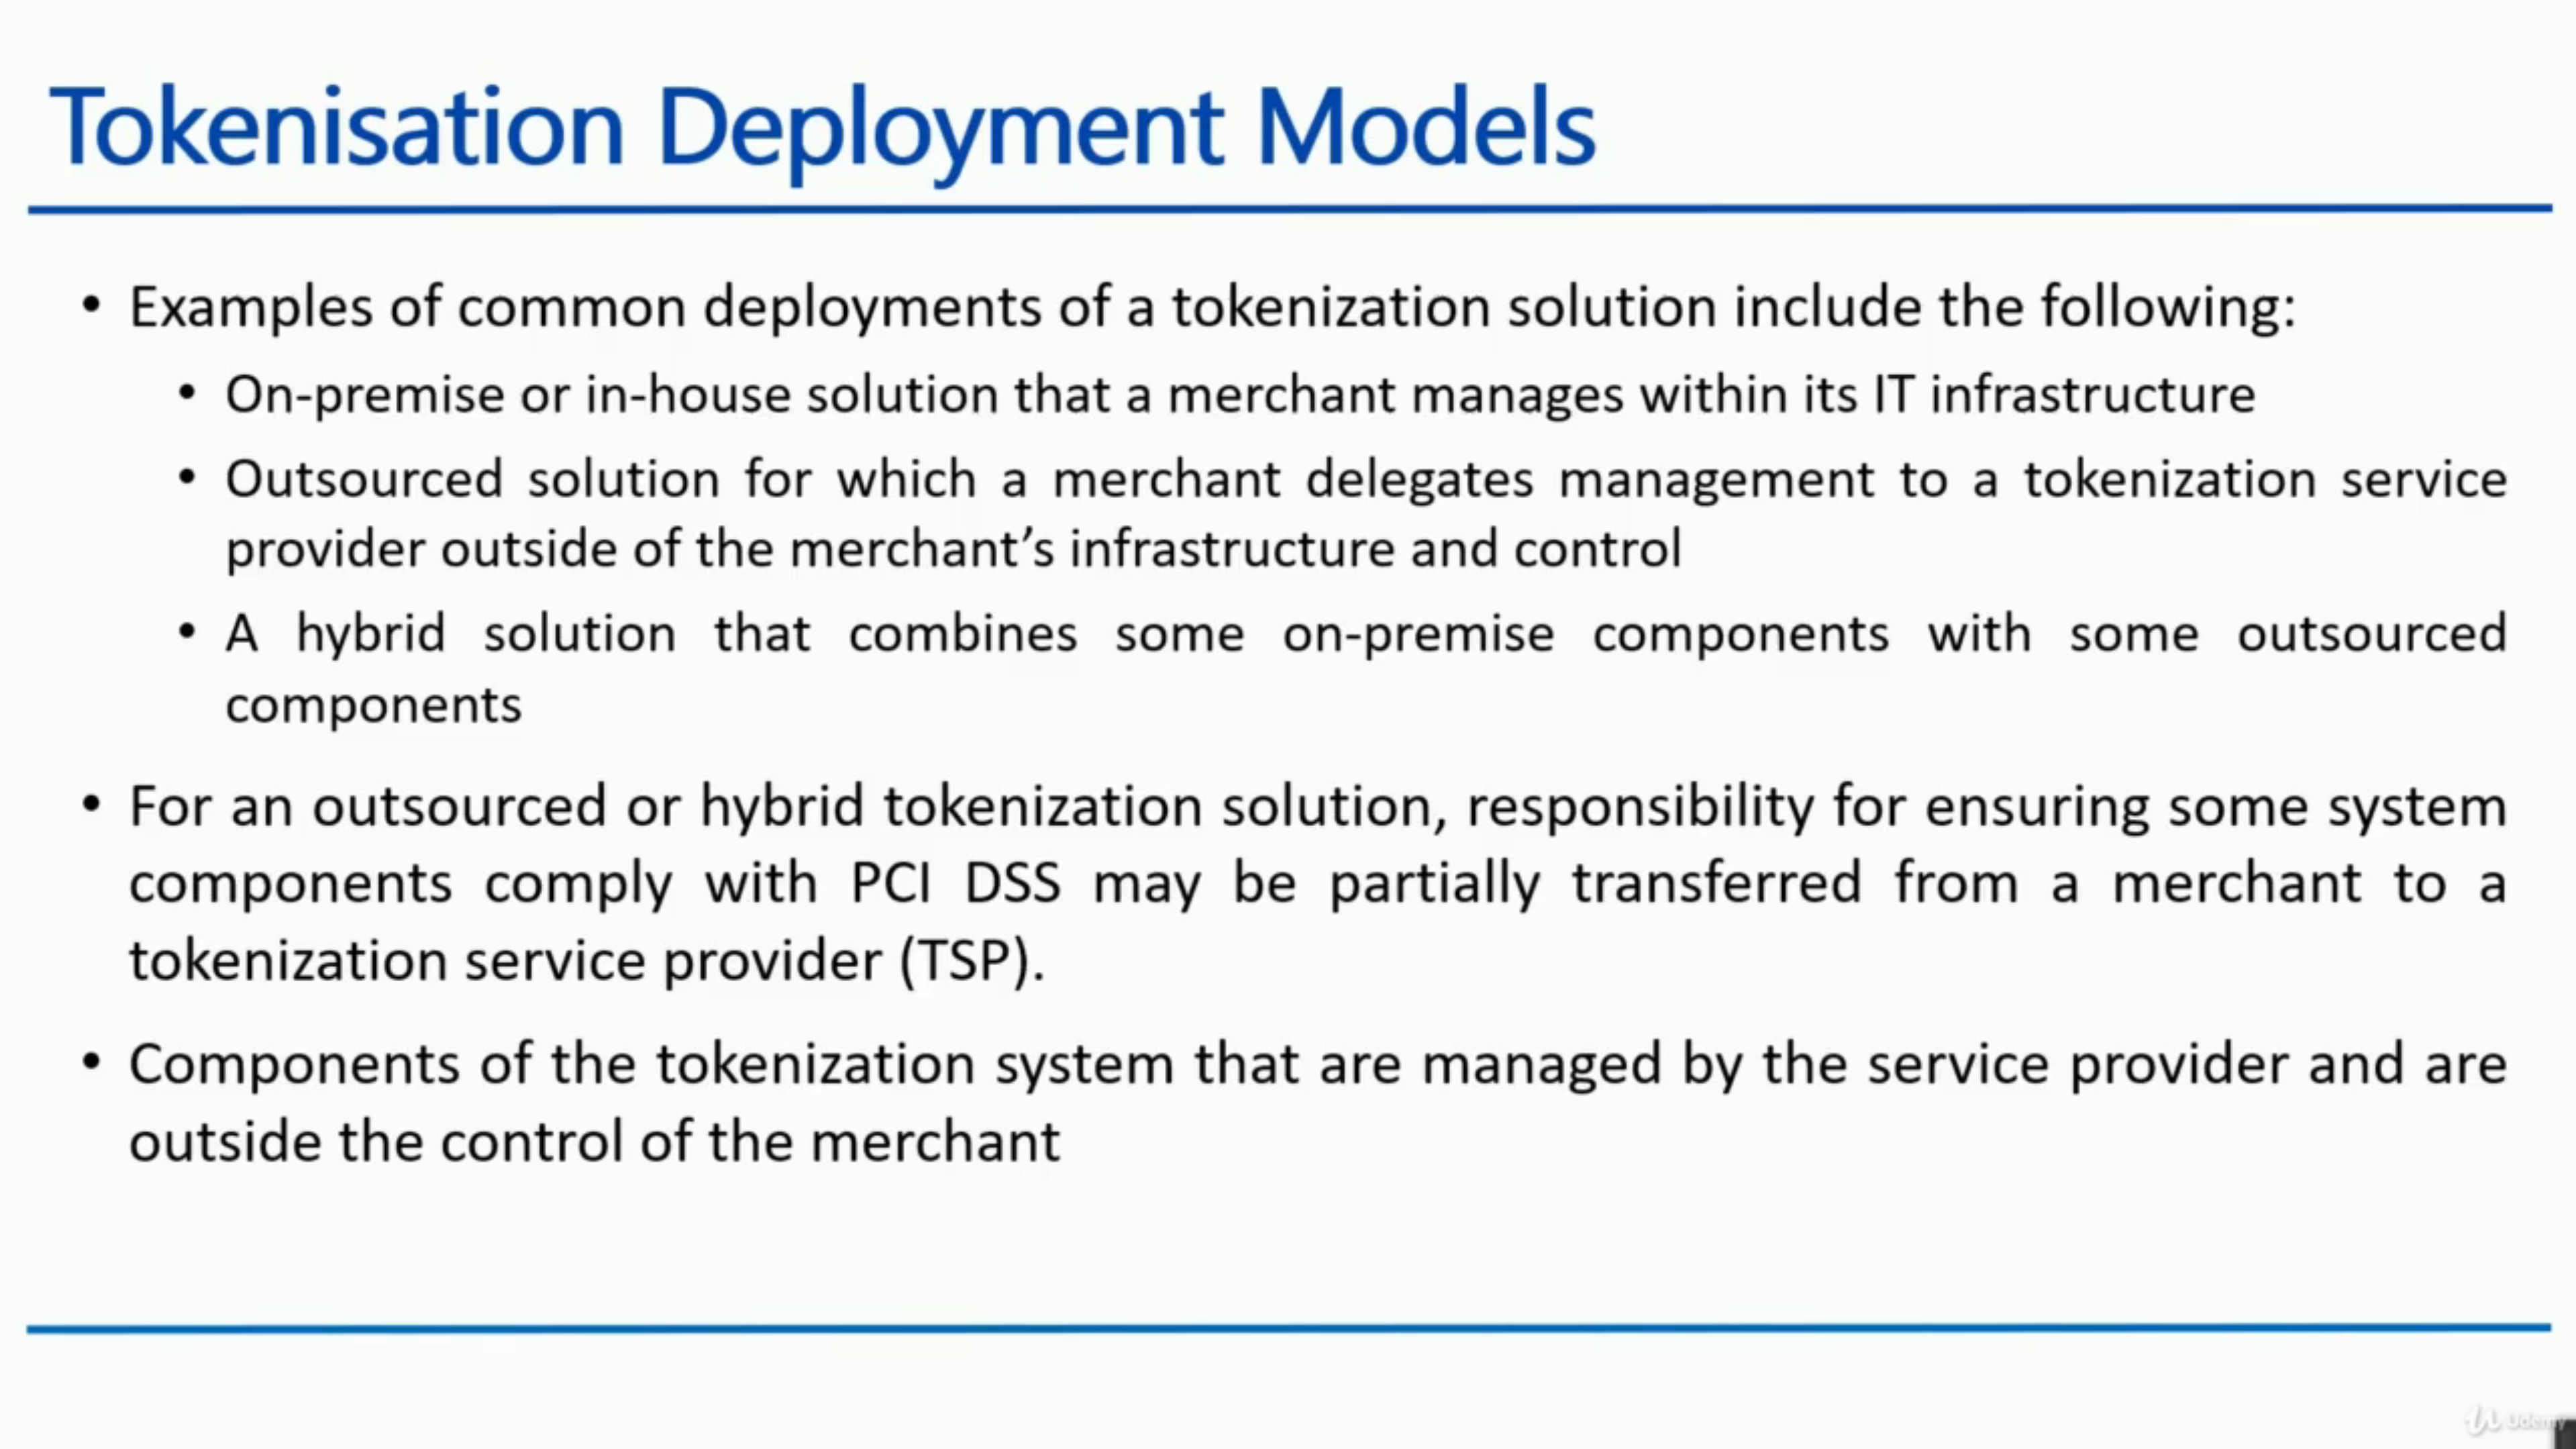 Tokenisation Deployment Models
• Examples of common deployments of a tokenization solution include the following:
• On-premise or in-house solution that a merchant manages within its IT infrastructure
• Outsourced solution for which a merchant delegates management to a tokenization service
provider outside of the merchant’s infrastructure and control
• A hybrid solution that combines some on-premise components with some outsourced
components
• For an outsourced or hybrid tokenization solution, responsibility for ensuring some system
components comply with PCI DSS may be partially transferred from a merchant to a
tokenization service provider (TSP).
• Components of the tokenization system that are managed by the service provider and are
outside the control of the merchant
Udemy